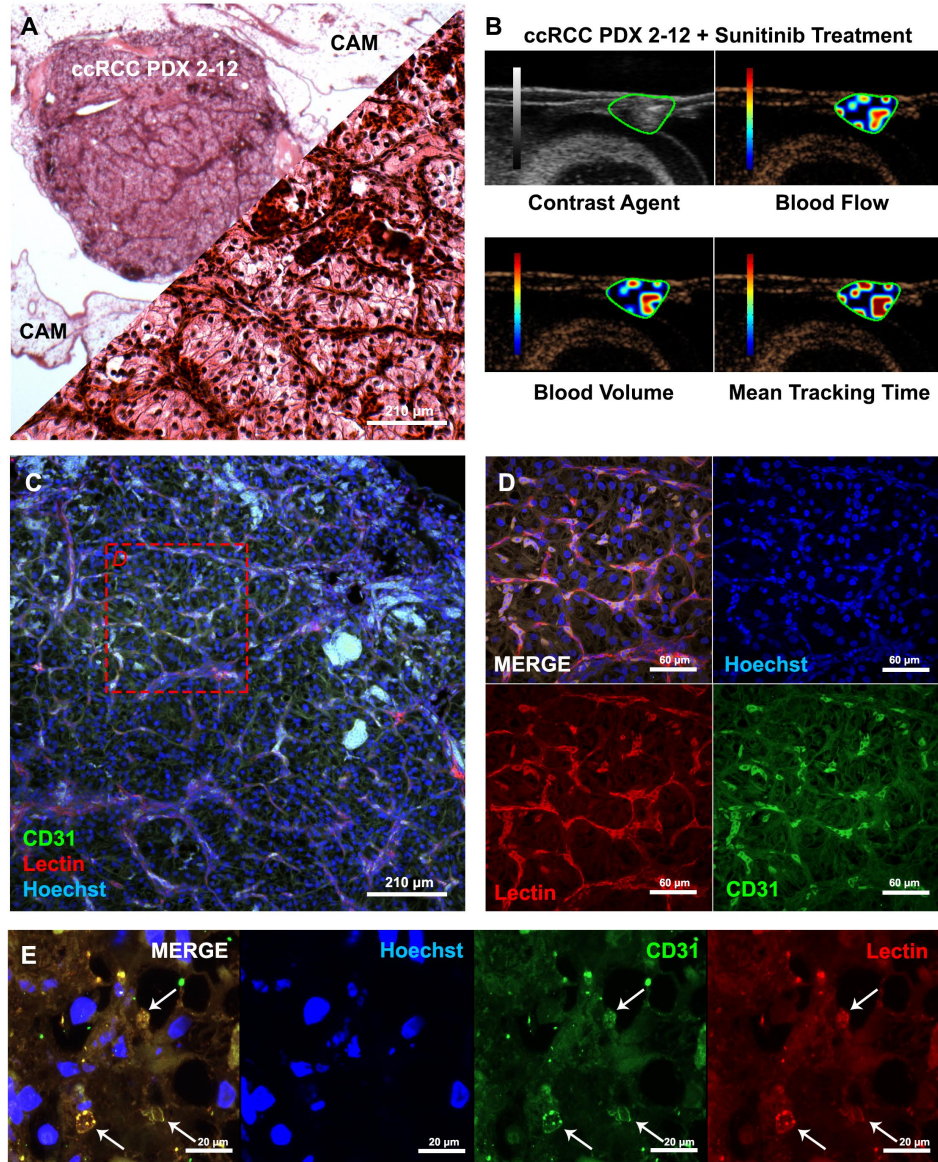 A
CAM
ccRCC PDX 2-12
CAM
210 µm
B
ccRCC PDX 2-12 + Sunitinib Treatment
Contrast Agent
Blood Flow
Blood Volume
Mean Tracking Time
C
D
CD31
Lectin
Hoechst
210 µm
D
MERGE
60 µm
Hoechst
60 µm
Lectin
60 µm
CD31
60 µm
E
MERGE
20 µm
Hoechst
20 µm
CD31
20 µm
Lectin
20 µm